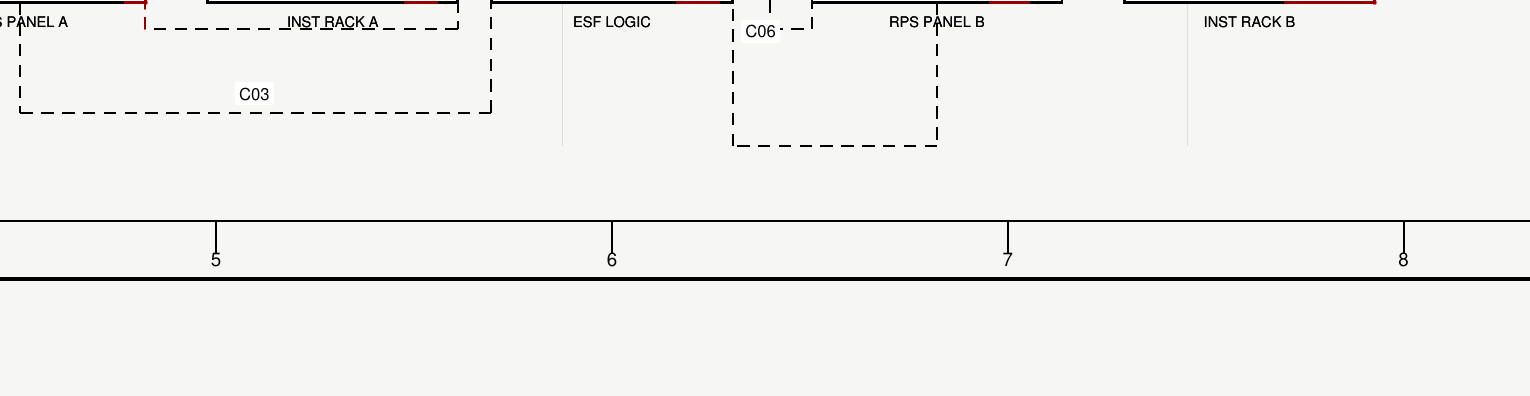 PANEL A
INST RACK A
ESF LOGIC
C06
RPS PANEL B
INST RACK B
C03
5
6
7
8